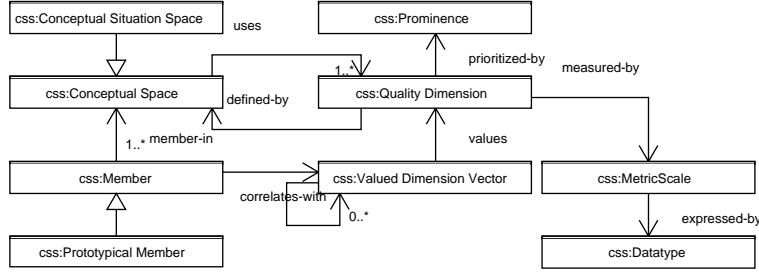 css:Conceptual Situation Space
uses
css:Prominence
prioritized-by
measured-by
1..*
css:Conceptual Space
defined-by
css:Quality Dimension
1..*
member-in
values
css:Member
css:Valued Dimension Vector
css:MetricScale
correlates-with
0..*
expressed-by
css:Prototypical Member
css:Datatype